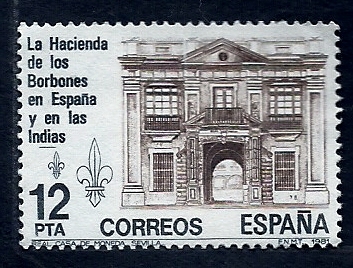 La Hacienda
de los
Borbones
en España
y en las
Indias
12
PTA
CORREOS ESPAÑA
REAL CASA DE MONEDA. SEVILLA F.N.M.T. 1981